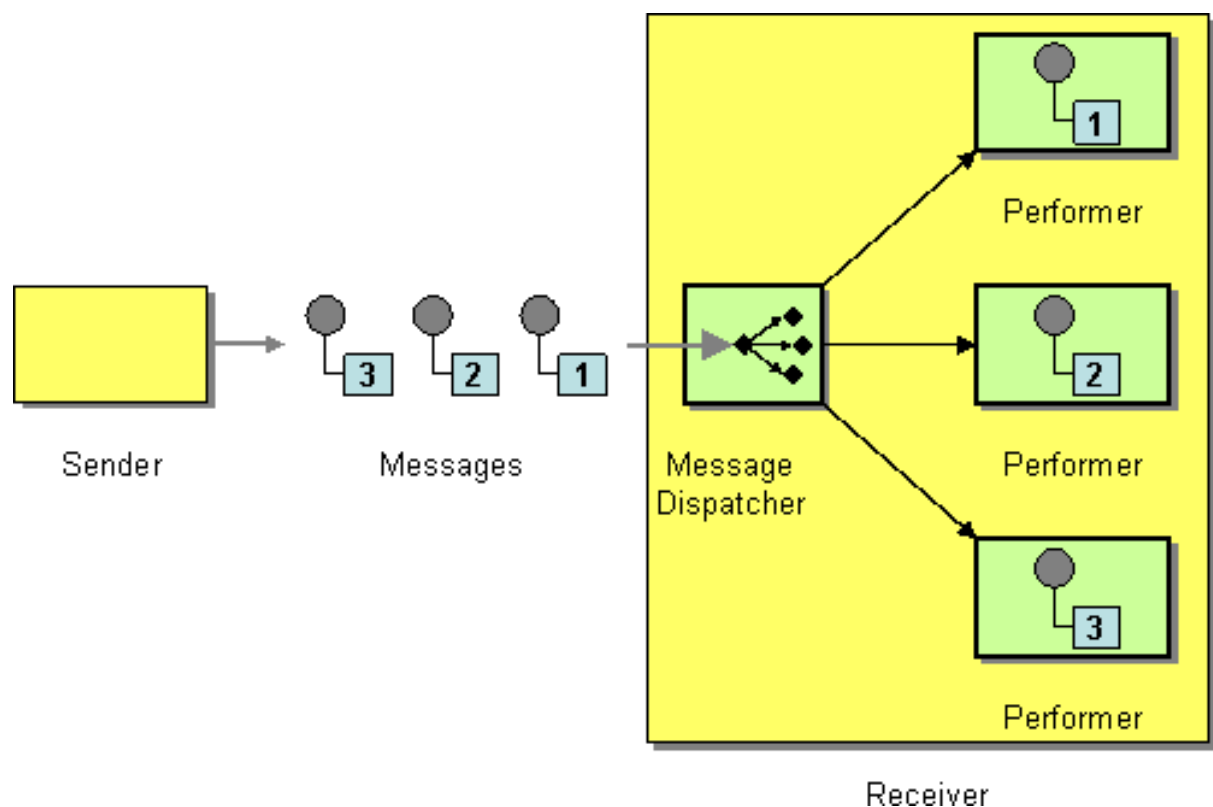 1
Performer
3 2 1
2
Sender
Messages
Message
Dispatcher
Performer
3
Performer
Receiver